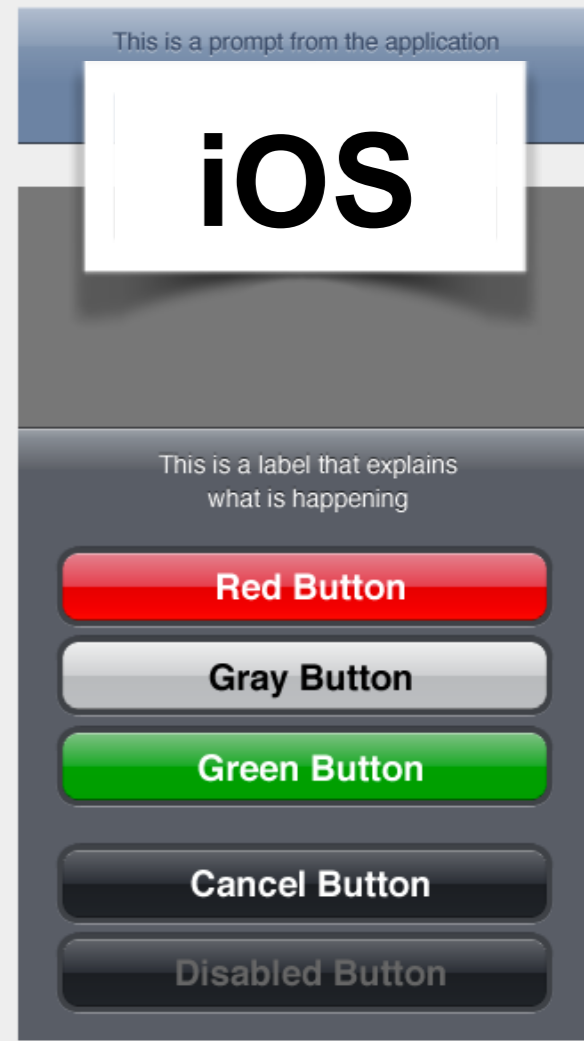 This is a prompt from the application
iOS
This is a label that explains
what is happening
Red Button
Gray Button
Green Button
Cancel Button
Disabled Button